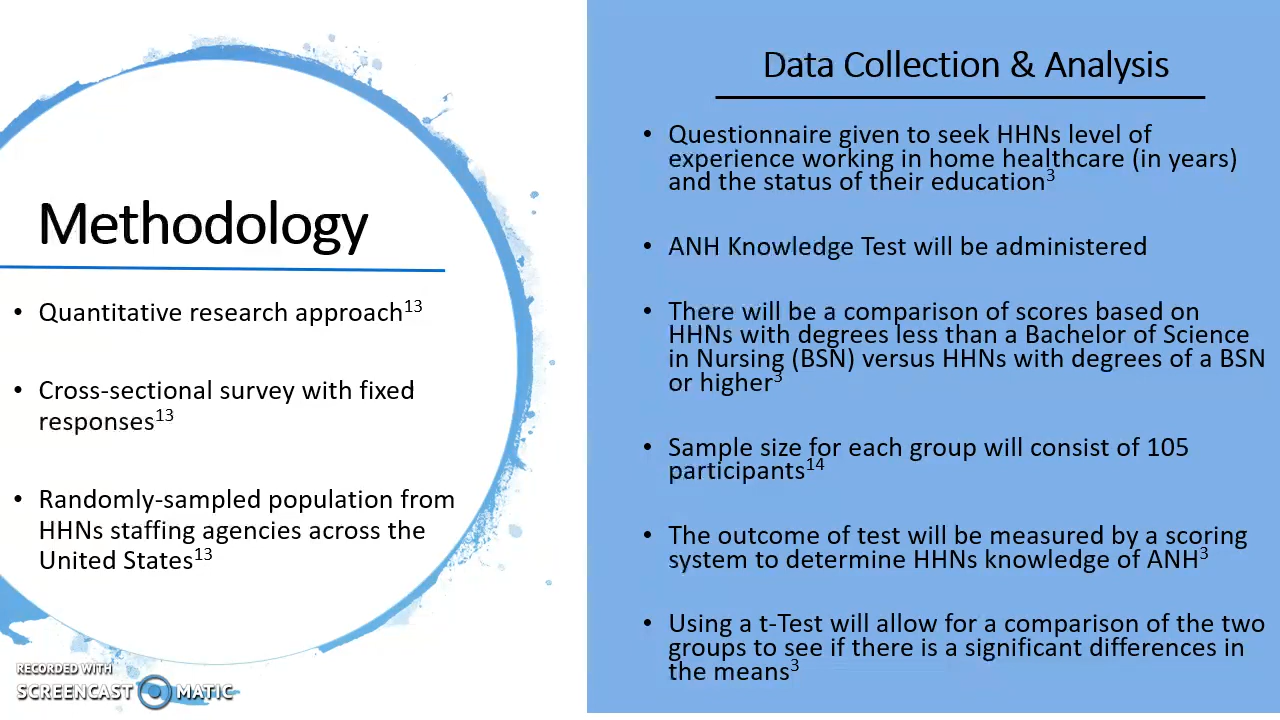 Methodology
• Quantitative research approach13
• Cross-sectional survey with fixed
responses13
• Randomly-sampled population from
HHNs staffing agencies across the
United States13
Data Collection & Analysis
• Questionnaire given to seek HHNs level of
experience working in home healthcare (in years)
and the status of their education3
• ANH Knowledge Test will be administered
• There will be a comparison of scores based on
HHNs with degrees less than a Bachelor of Science
in Nursing (BSN) versus HHNs with degrees of a BSN
or higher3
• Sample size for each group will consist of 105
participants14
• The outcome of test will be measured by a scoring
system to determine HHNs knowledge of ANH3
• Using a t-Test will allow for a comparison of the two
groups to see if there is a significant differences in
the means3
RECORDED WITH
SCREENCAST MATIC